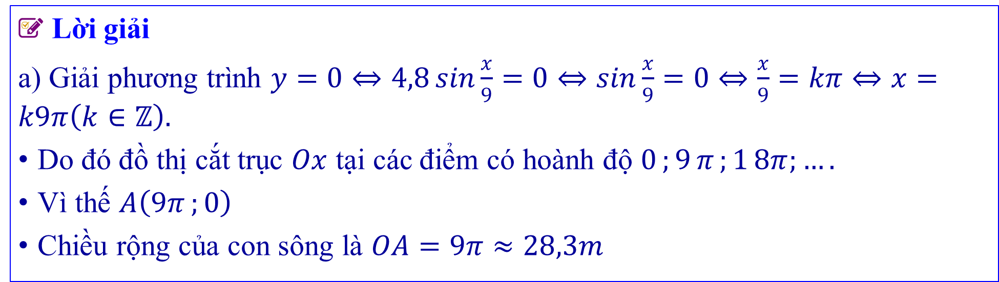 Lời giải
a) Giải phương trình y = 0 ⇔ 4,8 sin x/9 = 0 ⇔ sin x/9 = 0 ⇔ x/9 = kπ ⇔ x =
k9π(k ∈ ℤ).
• Do đó đồ thị cắt trục Ox tại các điểm có hoành độ 0 ; 9 π ; 1 8π; … .
• Vì thế A(9π ; 0)
• Chiều rộng của con sông là OA = 9π ≈ 28,3m